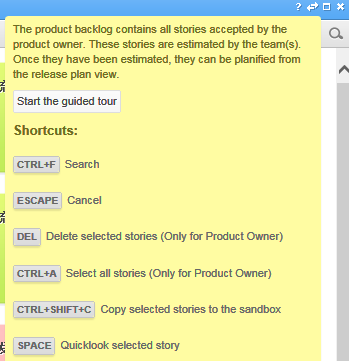 ?
The product backlog contains all stories accepted by the
product owner. These stories are estimated by the team(s).
Once they have been estimated, they can be planified from
the release plan view.
Start the guided tour
Shortcuts:
CTRL+F Search
ESCAPE Cancel
DEL Delete selected stories (Only for Product Owner)
CTRL+A Select all stories (Only for Product Owner)
CTRL+SHIFT+C Copy selected stories to the sandbox
SPACE Quicklook selected story